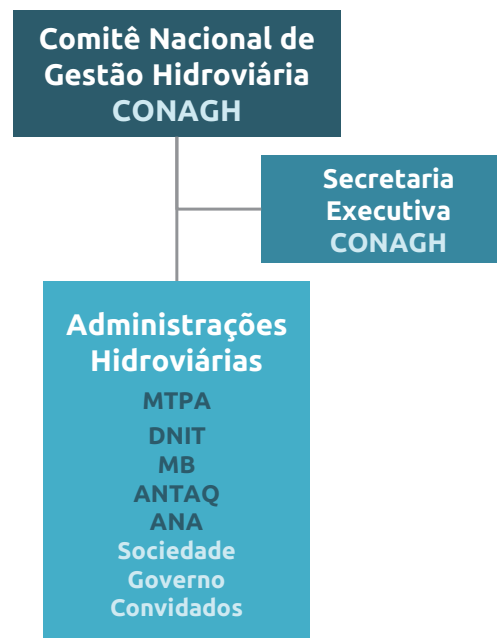 Comitê Nacional de
Gestão Hidroviária
CONAGH
Secretaria
Executiva
CONAGH
Administrações
Hidroviárias
MTPA
DNIT
MB
ANTAQ
ANA
Sociedade
Governo
Convidados